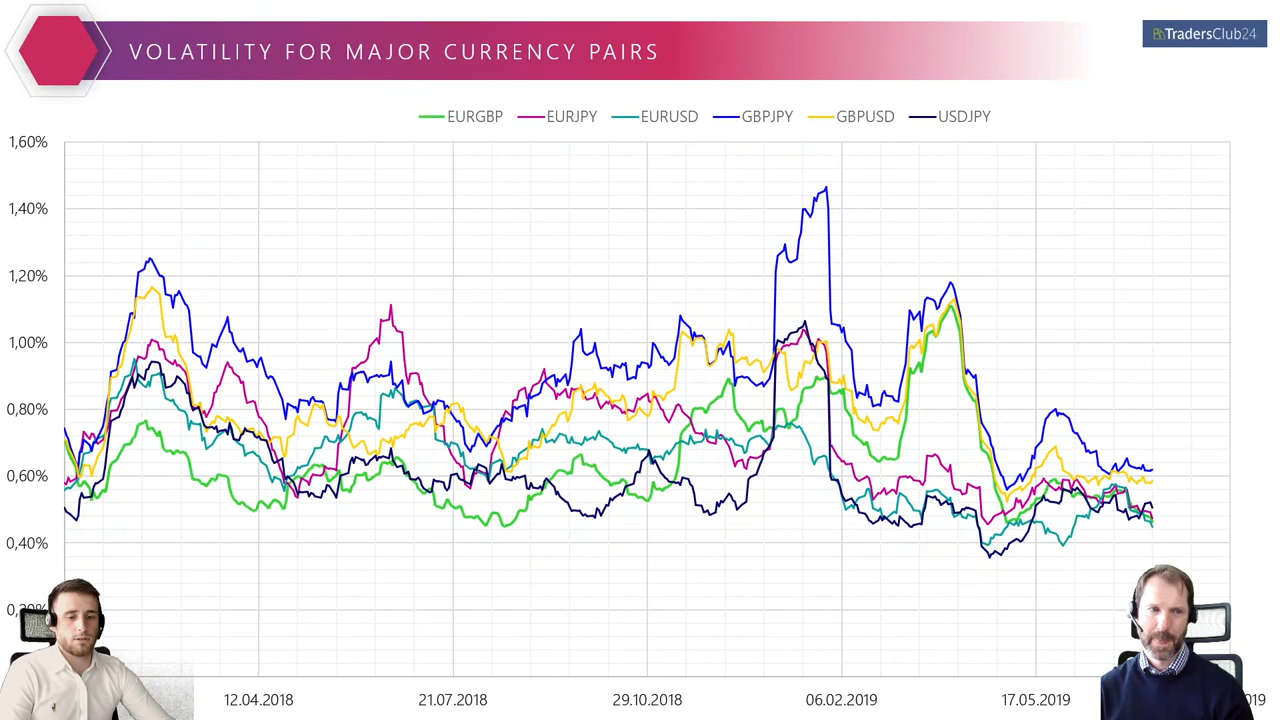 VOLATILITY FOR MAJOR CURRENCY PAIRS
TradersClub24
EURGBP EURJPY EURUSD GBPJPY GBPUSD USDJPY
1,60%
1,40%
1,20%
1,00%
0,80%
0,60%
0,40%
12.04.2018 21.07.2018 29.10.2018 06.02.2019 17.05.2019